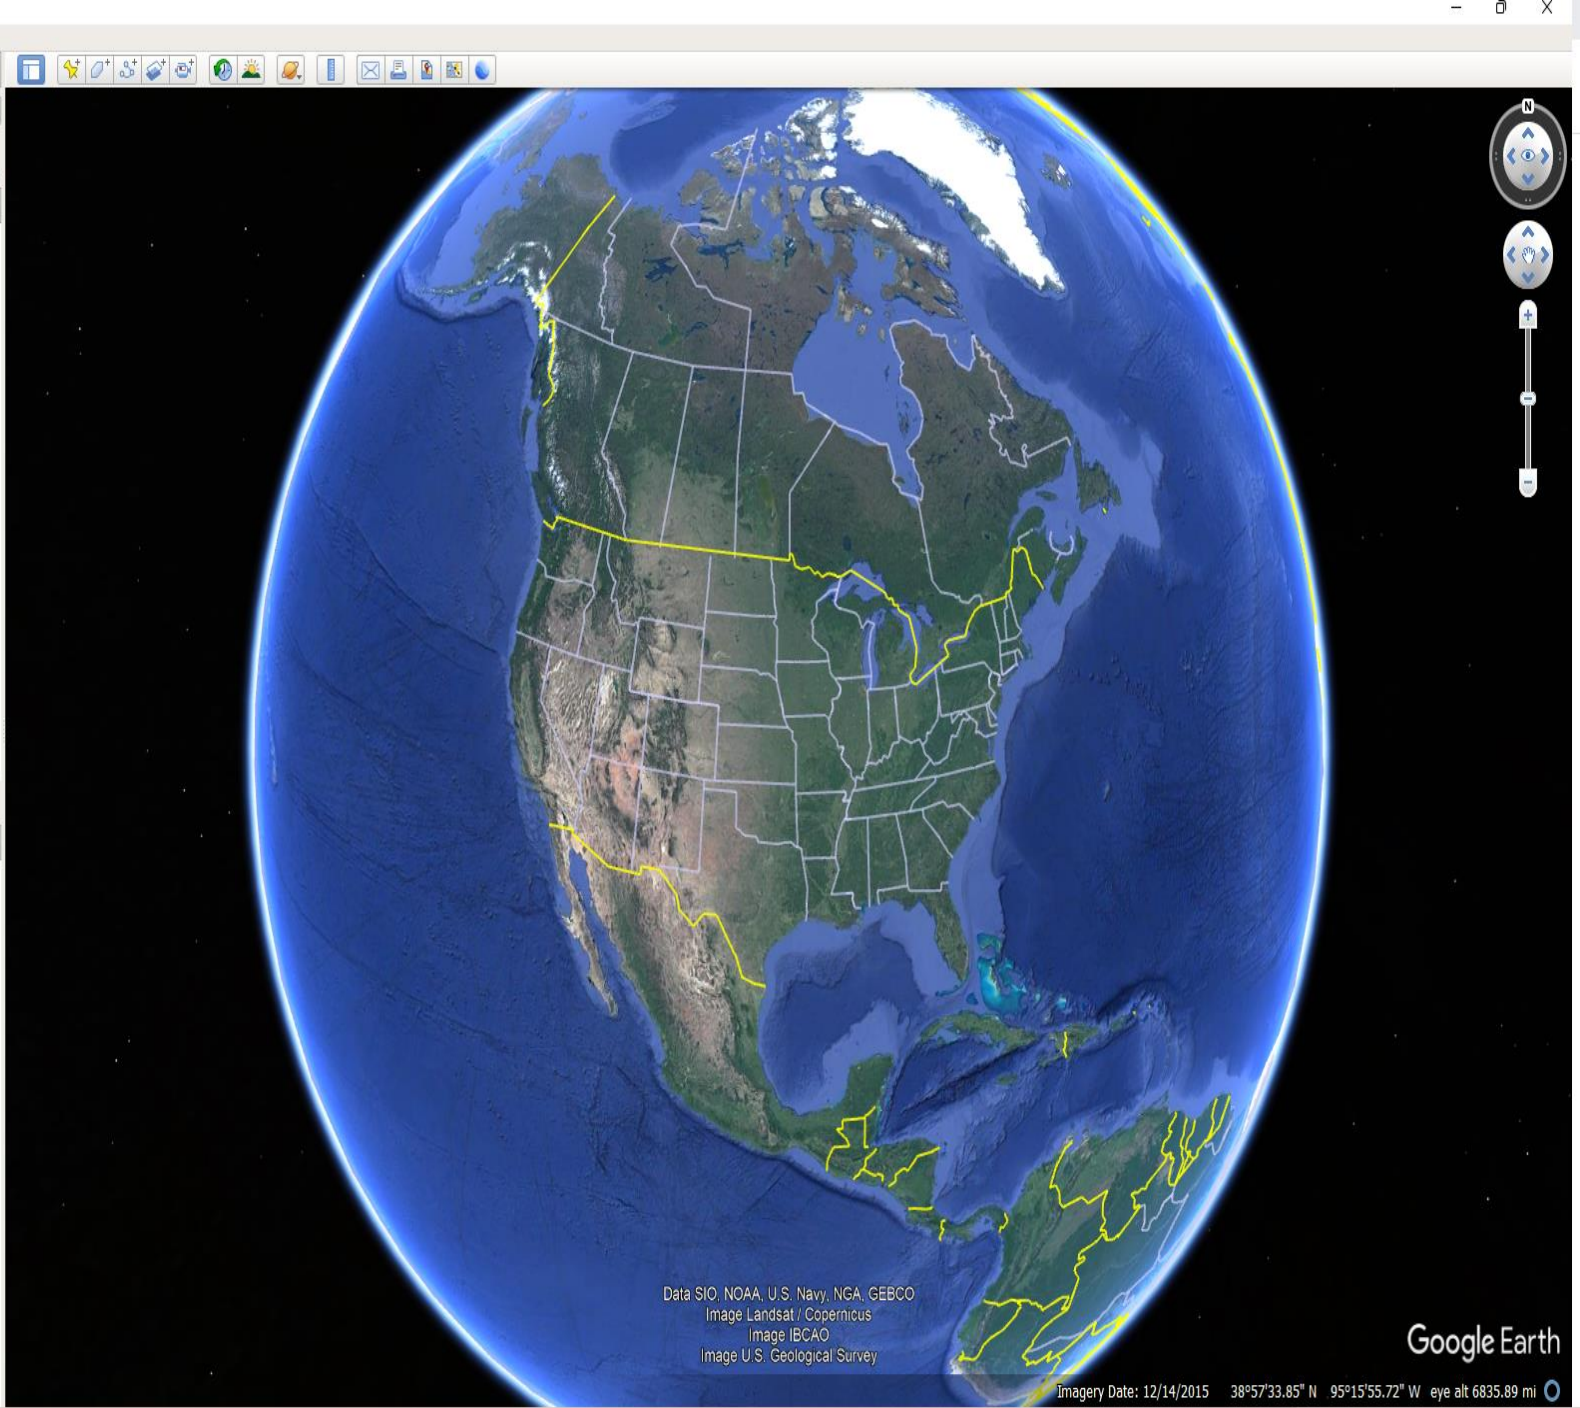 N
Data SIO, NOAA, U.S. Navy, NGA, GEBCO
Image Landsat / Copernicus
Image IBCAO
Image U.S. Geological Survey
Google Earth
Imagery Date: 12/14/2015 38°57'33.85" N 95°15'55.72" W eye alt 6835.89 mi